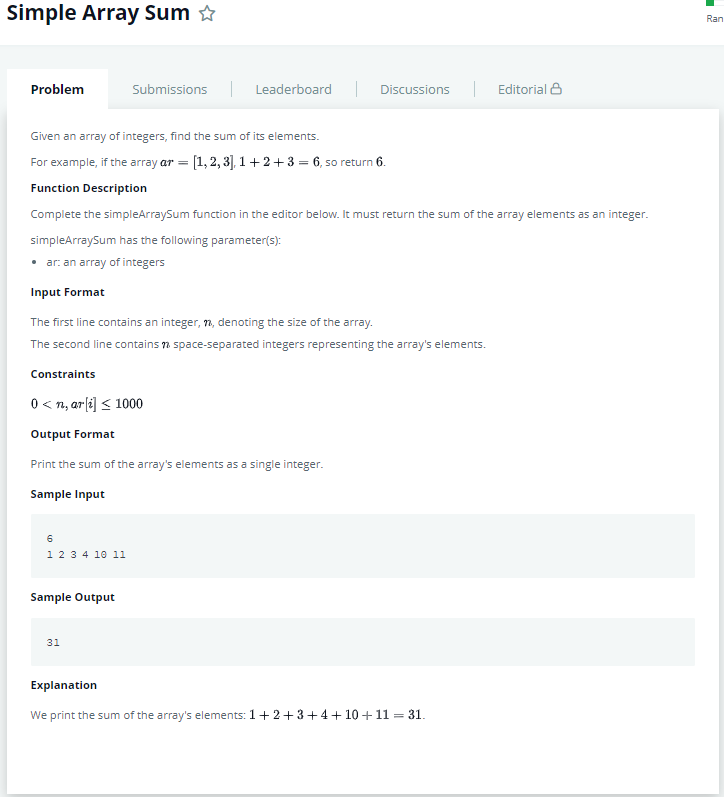 Simple Array Sum
Ran
Problem
Submissions
Leaderboard
Discussions
Editorial
Given an array of integers, find the sum of its elements.
For example, if the array ar = [1, 2, 3], 1 + 2 + 3 = 6, so return 6.
Function Description
Complete the simpleArraySum function in the editor below. It must return the sum of the array elements as an integer.
simpleArraySum has the following parameter(s):
• ar: an array of integers
Input Format
The first line contains an integer, n, denoting the size of the array.
The second line contains n space-separated integers representing the array's elements.
Constraints
0 < n, ar[i] ≤ 1000
Output Format
Print the sum of the array's elements as a single integer.
Sample Input
6
1 2 3 4 10 11
Sample Output
31
Explanation
We print the sum of the array's elements: 1 + 2 + 3 + 4 + 10 + 11 = 31.